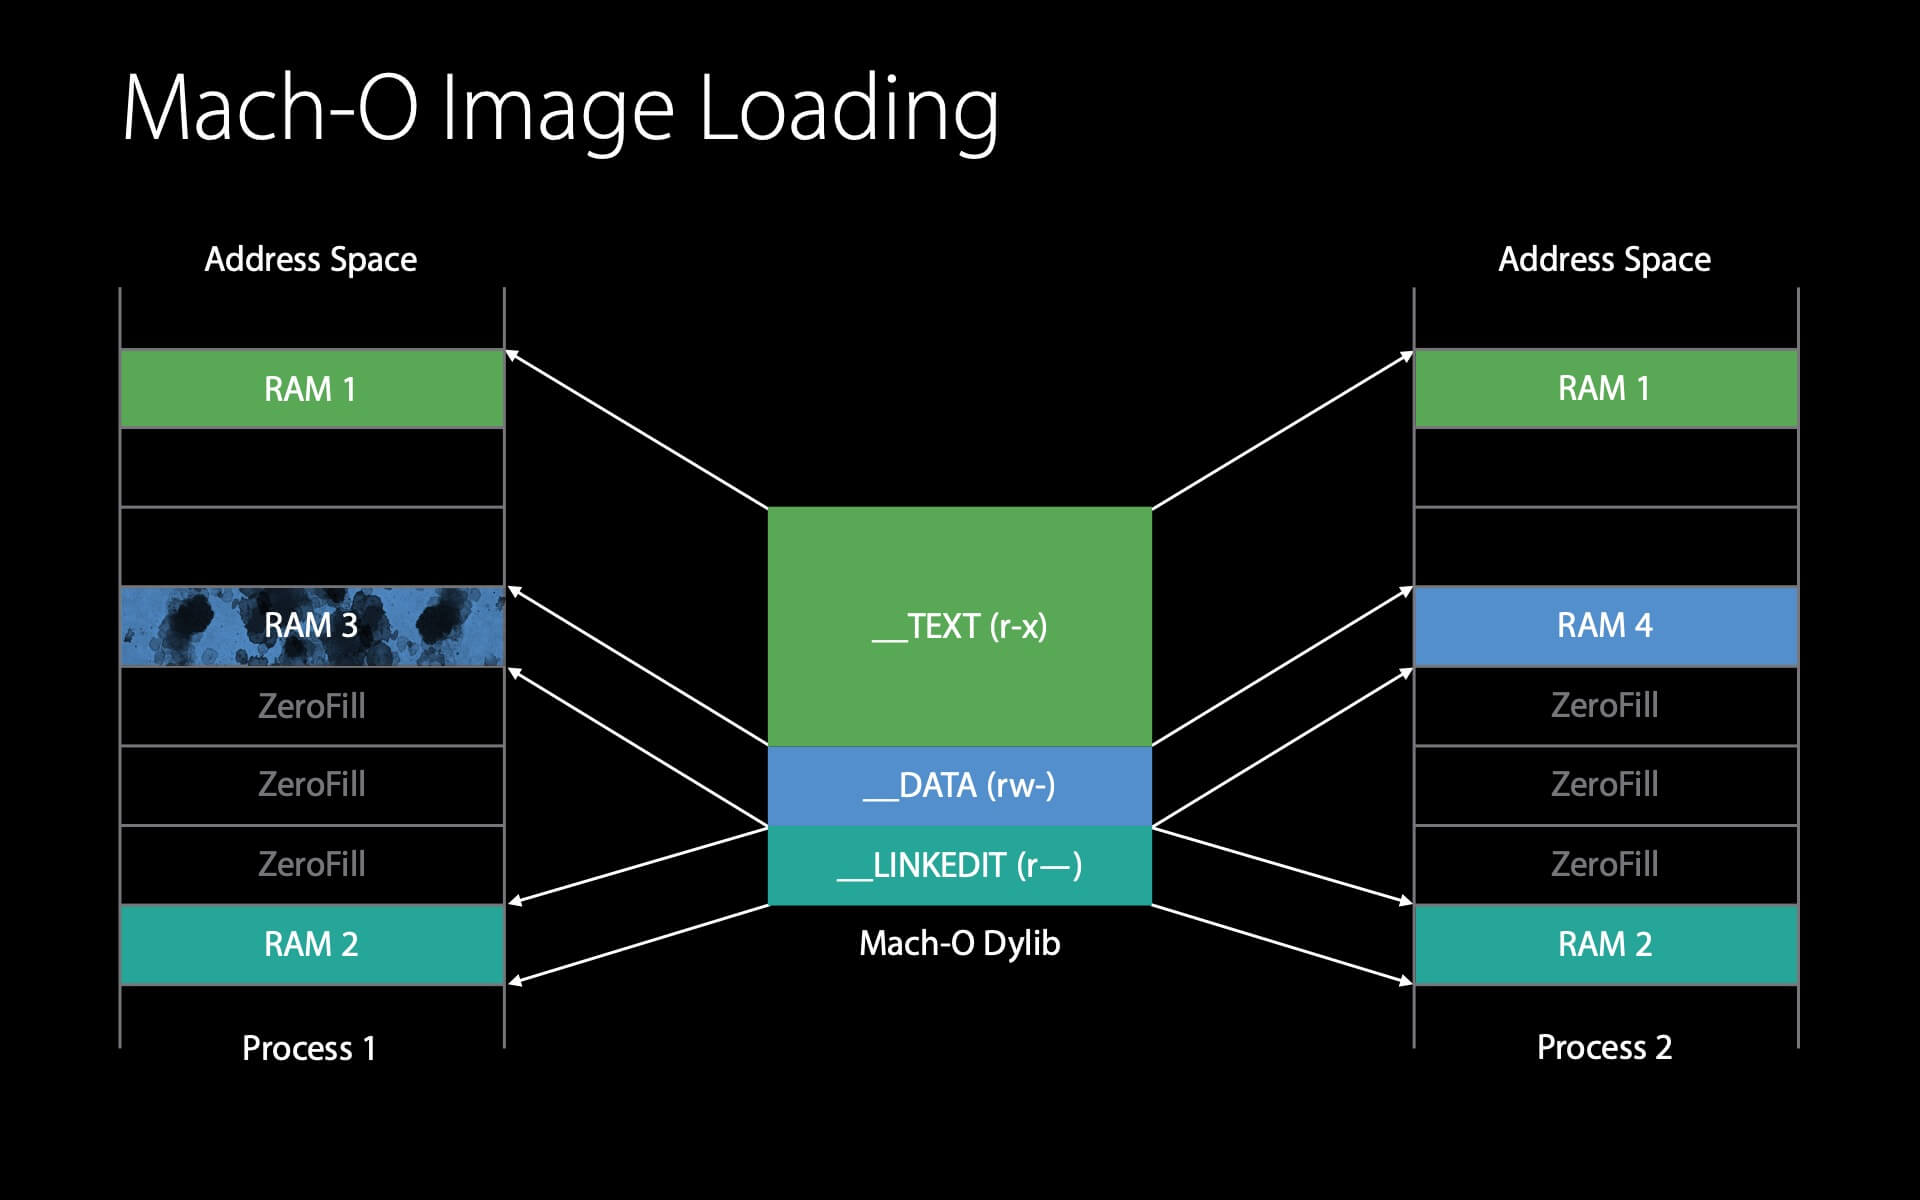 Mach-O Image Loading
Address Space
RAM 1
RAM 3
ZeroFill
ZeroFill
ZeroFill
RAM 2
Process 1
__TEXT (r-x)
__DATA (rw-)
__LINKEDIT (r—)
Mach-O Dylib
Address Space
RAM 1
RAM 4
ZeroFill
ZeroFill
ZeroFill
RAM 2
Process 2